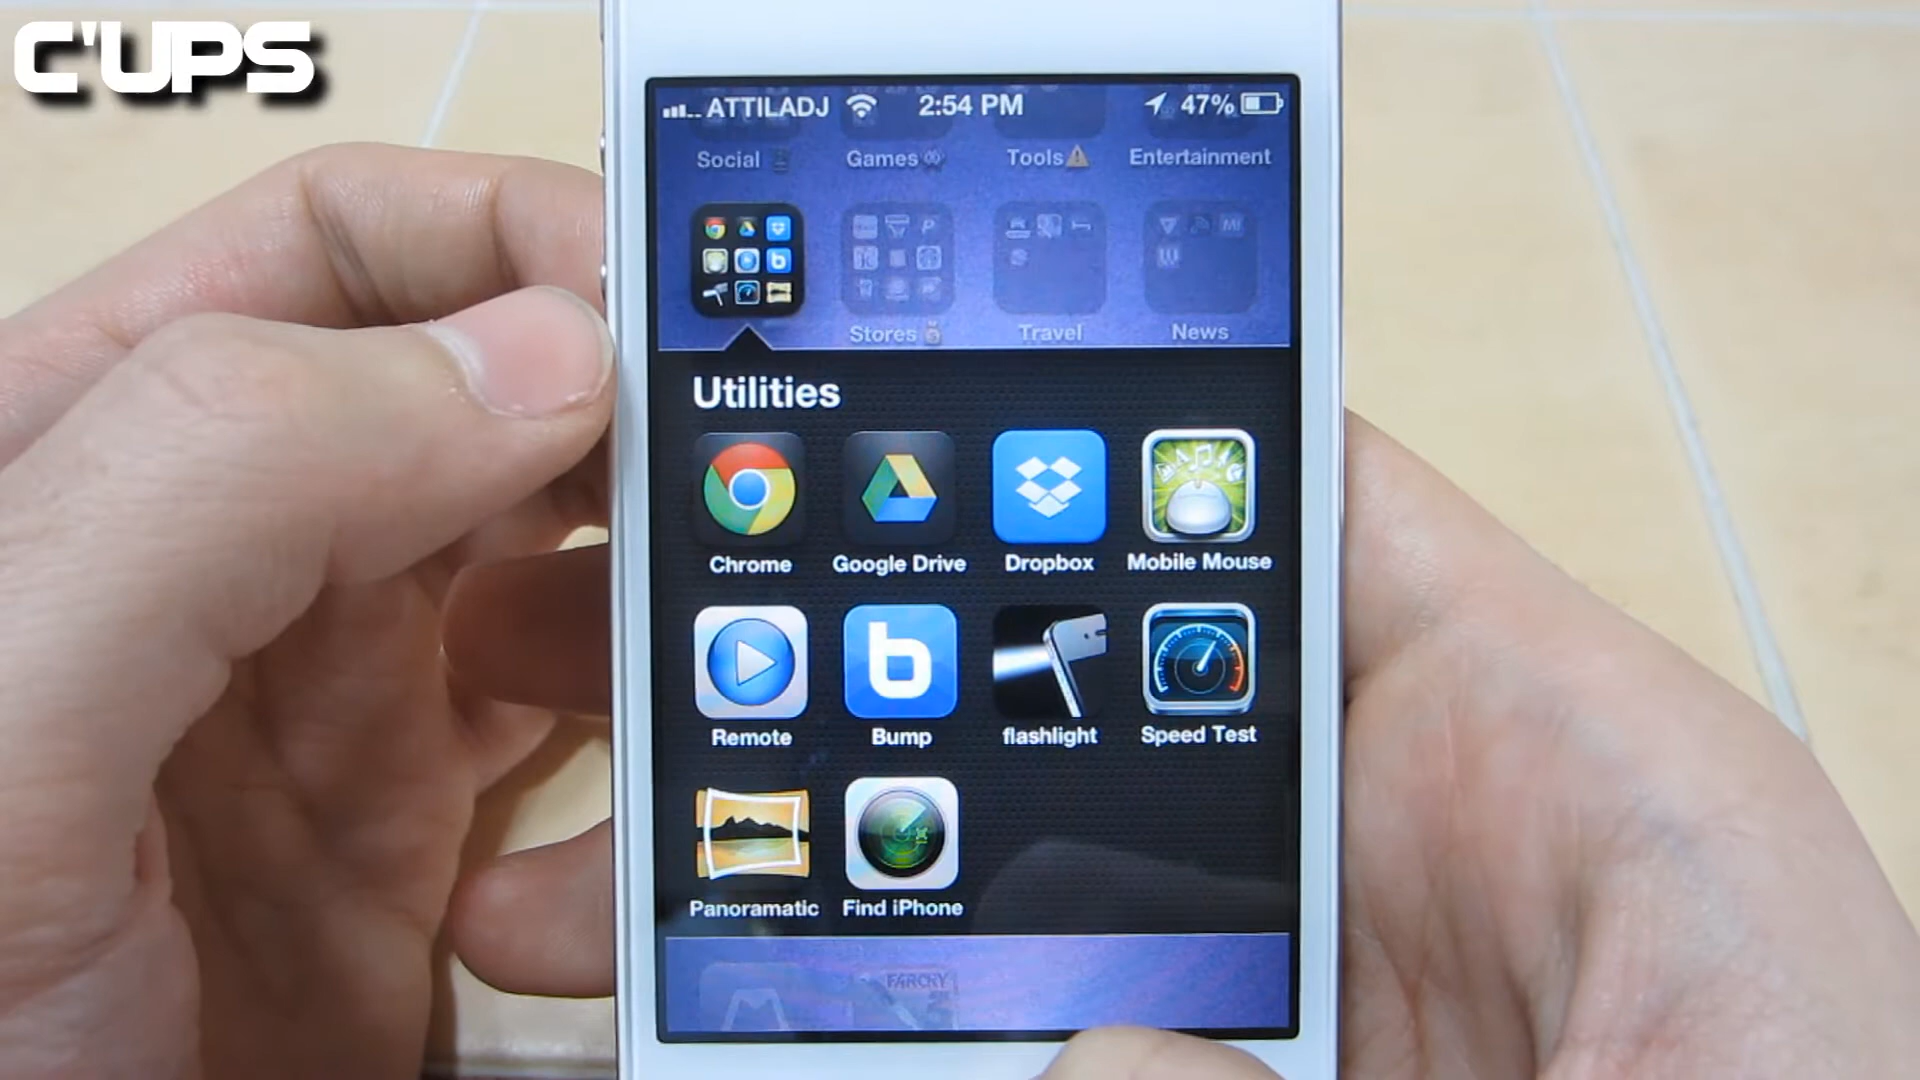 C'UPS
ATTILADJ 2:54 PM 47%
Social Games Tools Entertainment
Stores Travel News
Utilities
Chrome Google Drive Dropbox Mobile Mouse
Remote Bump flashlight Speed Test
Panoramatic Find iPhone
FARCRY